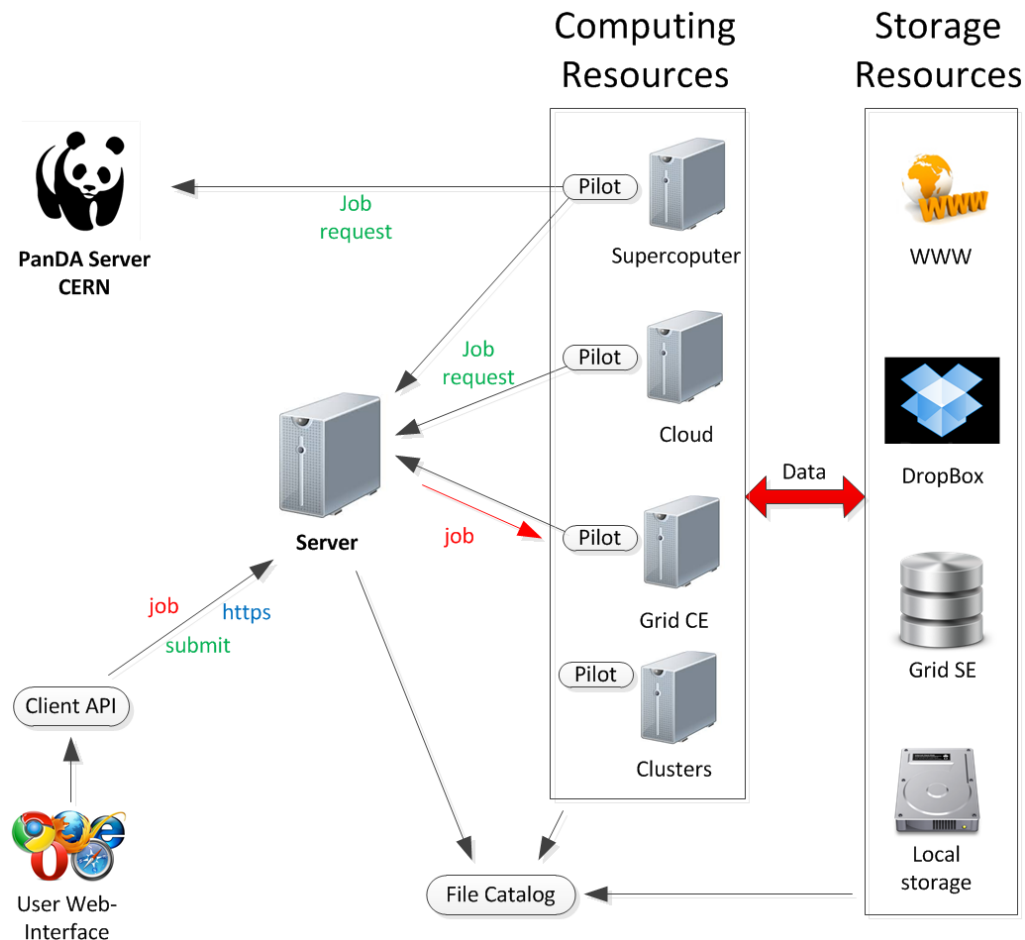 Computing
Resources
Storage
Resources
PanDA Server
CERN
Job
request
Pilot
Supercoputer
WWW
WWW
Job
request
Pilot
Cloud
DropBox
Data
Server
job
Pilot
Grid CE
Grid SE
job
https
submit
Pilot
Clusters
Client API
Local
storage
File Catalog
User Web-
Interface